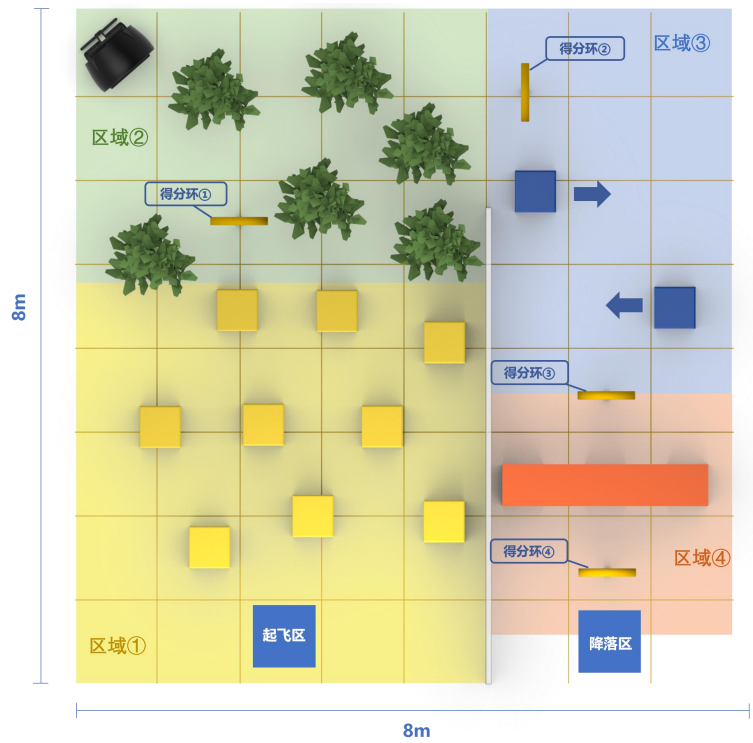 得分环②
区域③
区域②
得分环①
8m
得分环③
得分环④
区域④
起飞区
降落区
区域①
8m